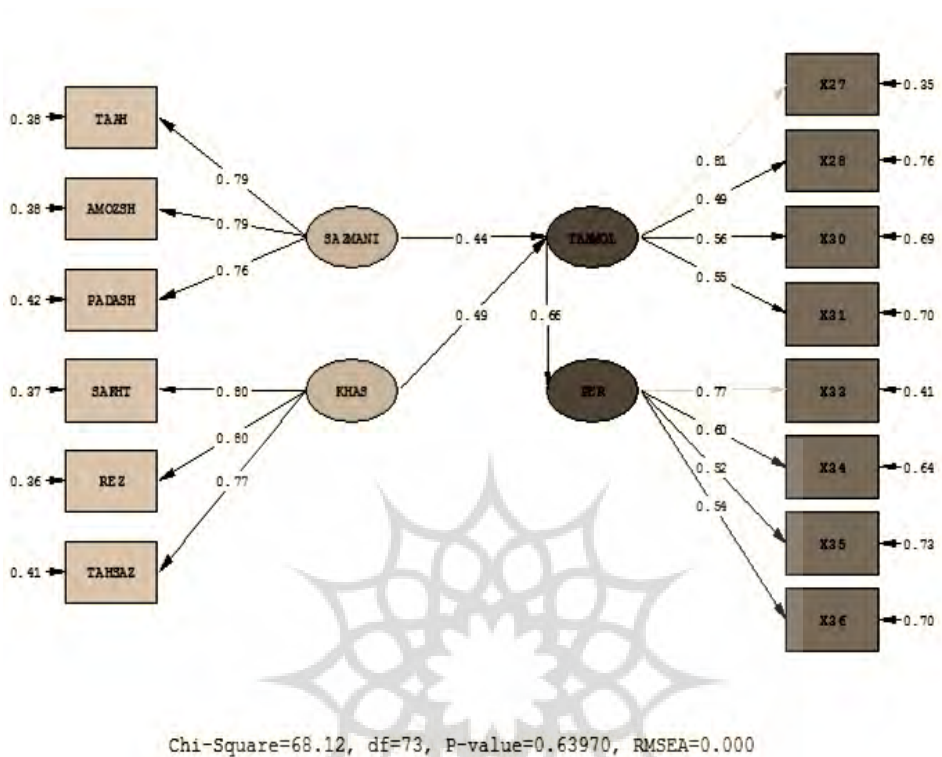 X27
0.35
0.38
TAAH
0.81
X28
0.76
0.79
0.49
0.38
AMOZSH
0.79
SAZMANI
0.44
0.56
X30
0.69
0.76
0.55
0.42
PADASH
0.49
0.66
X31
0.70
0.37
0.80
KHAS
0.77
X33
0.41
0.80
0.60
0.36
REZ
0.77
0.52
X34
0.64
0.54
0.41
TAHSAZ
X35
0.73
X36
0.70
Chi-Square=68.12, df=73, P-value=0.63970, RMSEA=0.000